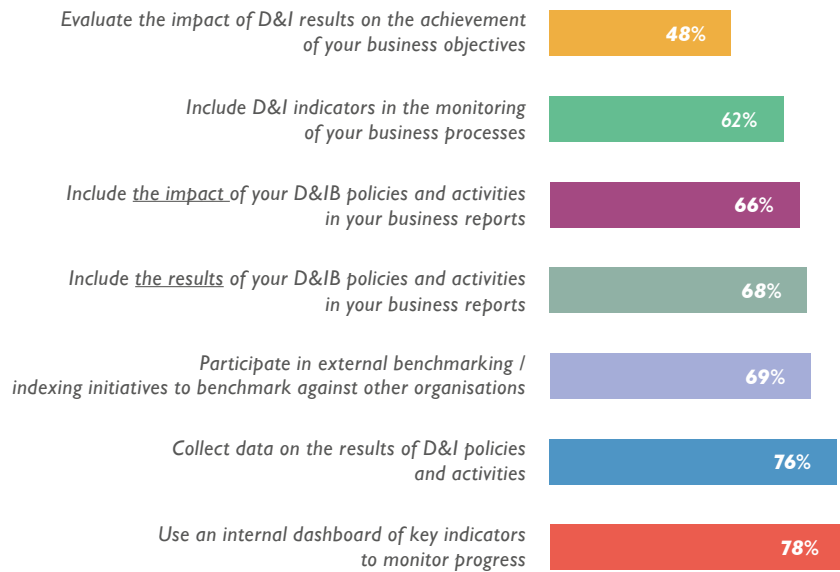 Evaluate the impact of D&I results on the achievement
of your business objectives
48%
Include D&I indicators in the monitoring
of your business processes
62%
Include the impact of your D&IB policies and activities
in your business reports
66%
Include the results of your D&IB policies and activities
in your business reports
68%
Participate in external benchmarking /
indexing initiatives to benchmark against other organisations
69%
Collect data on the results of D&I policies
and activities
76%
Use an internal dashboard of key indicators
to monitor progress
78%